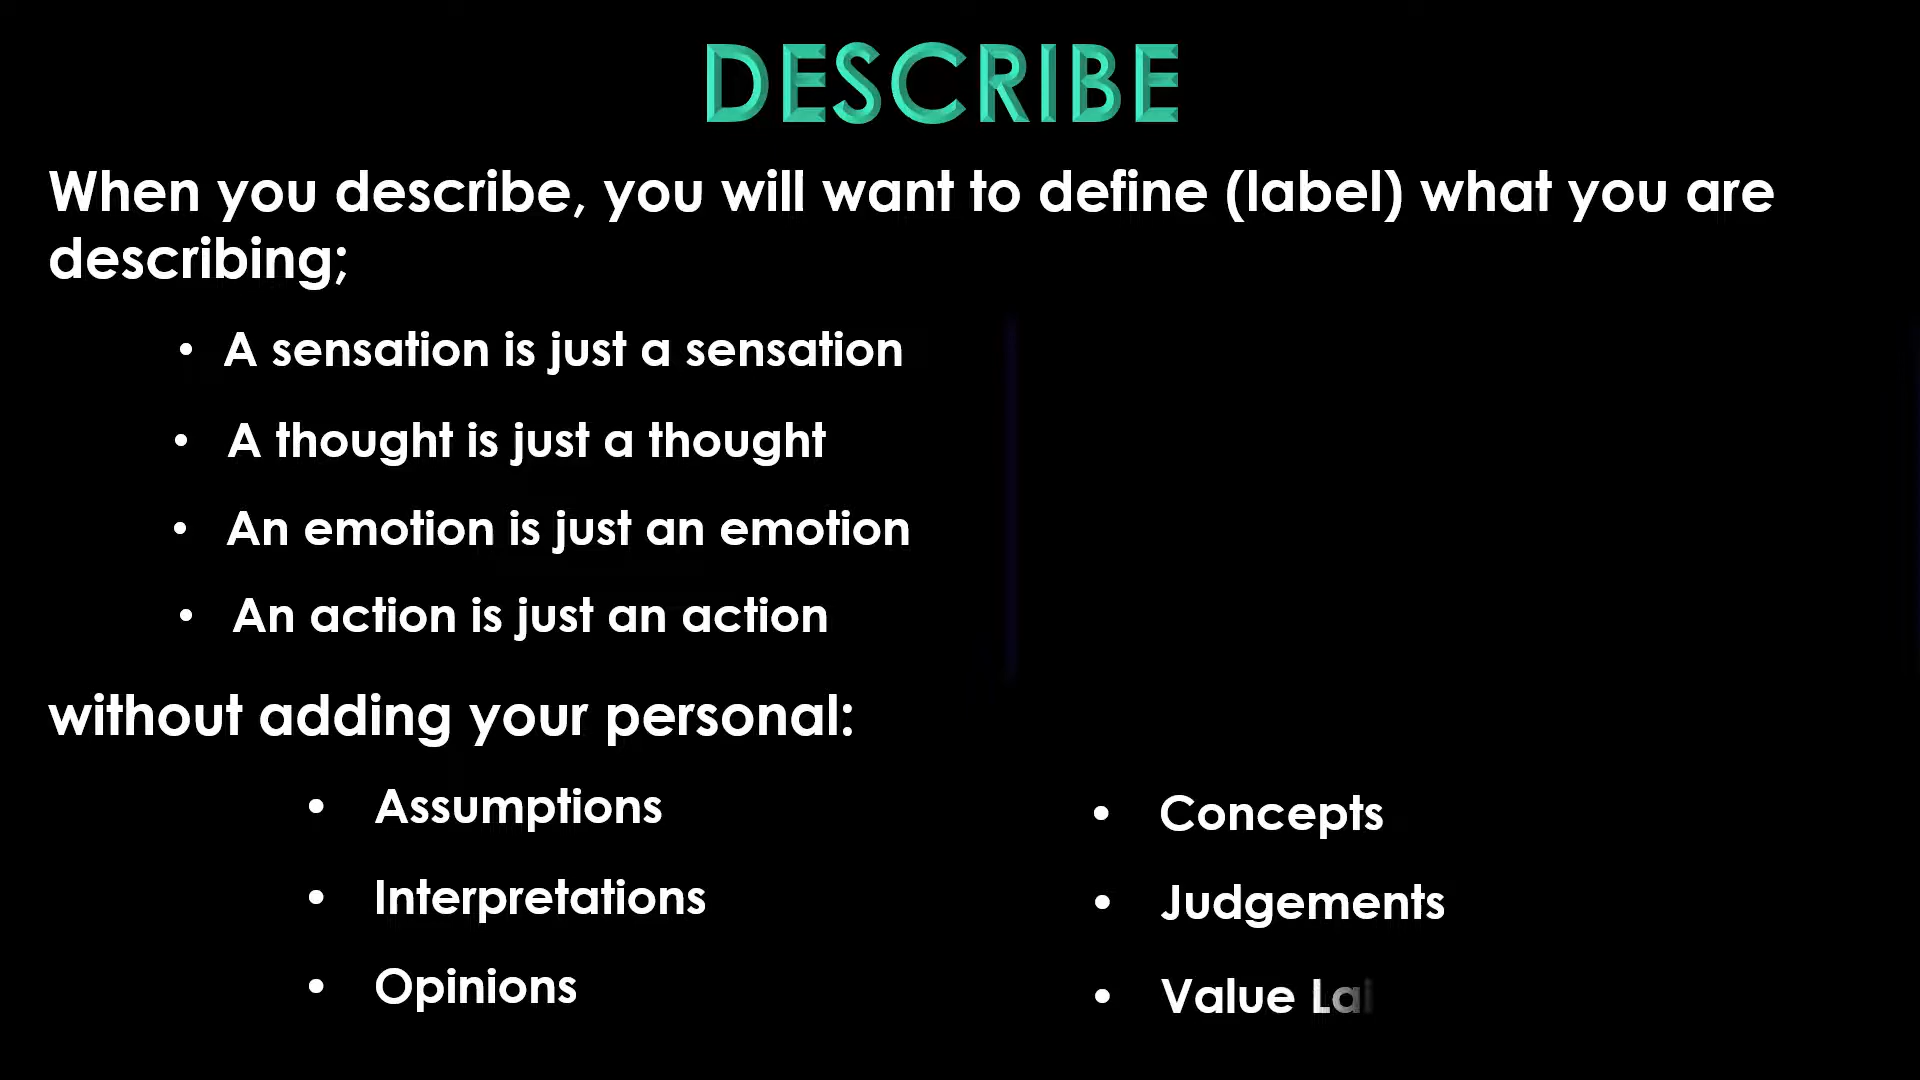 DESCRIBE
When you describe, you will want to define (label) what you are
describing;
• A sensation is just a sensation
• A thought is just a thought
• An emotion is just an emotion
• An action is just an action
without adding your personal:
• Assumptions
• Interpretations
• Opinions
• Concepts
• Judgements
• Value